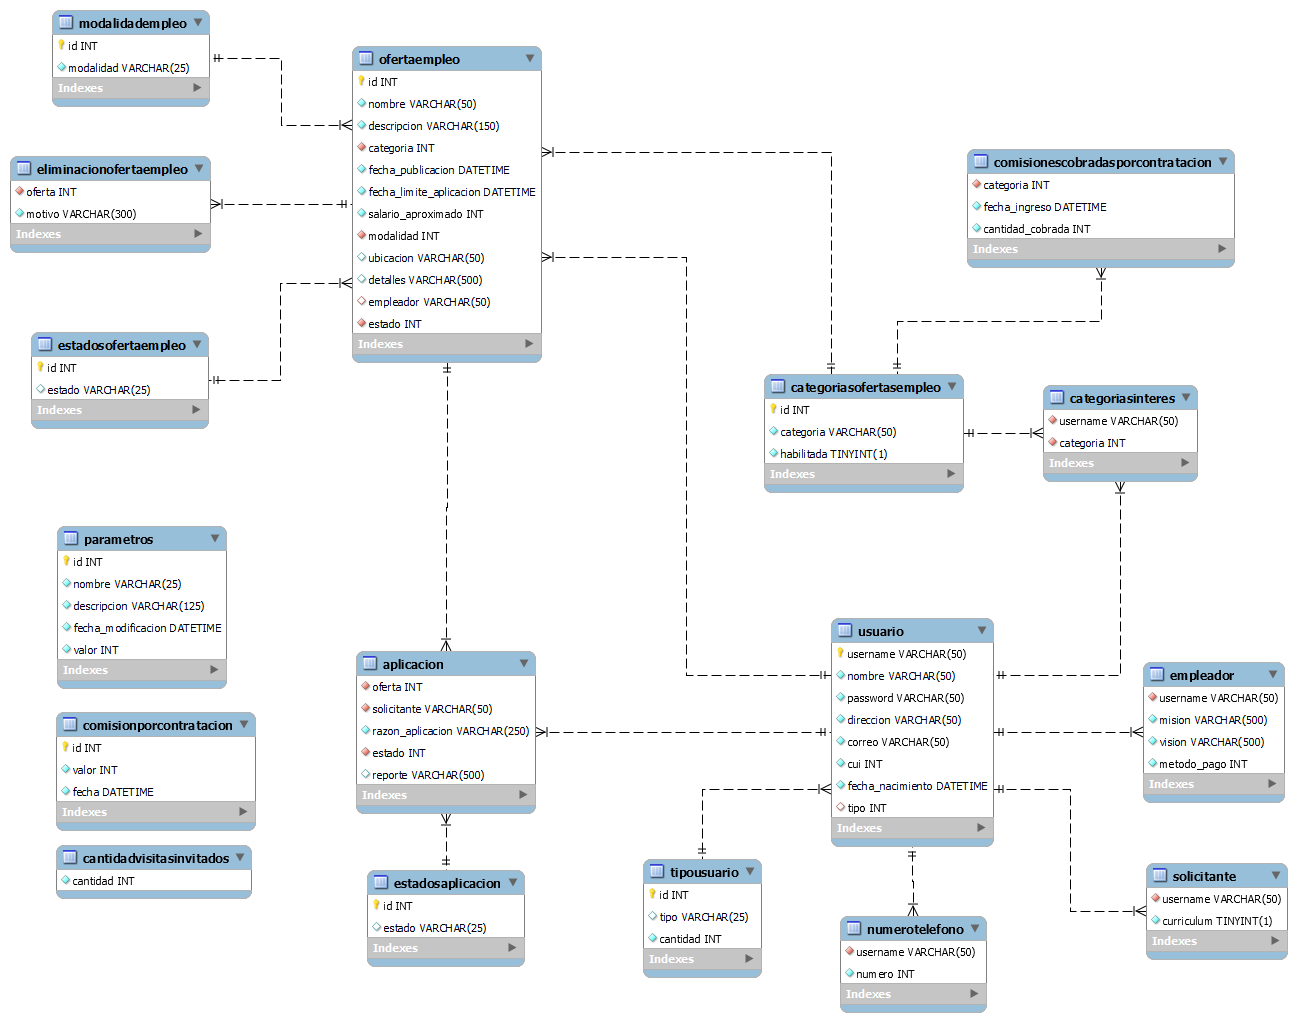 modalidadempleo
id INT
modalidad VARCHAR(25)
Indexes
ofertaempleo
id INT
nombre VARCHAR(50)
descripcion VARCHAR(150)
categoria INT
fecha_publicacion DATETIME
fecha_limite_aplicacion DATETIME
salario_aproximado INT
modalidad INT
ubicacion VARCHAR(50)
detalles VARCHAR(500)
empleador VARCHAR(50)
estado INT
Indexes
eliminacionofertaempleo
oferta INT
motivo VARCHAR(300)
Indexes
comisionescobradasporcontratacion
categoria INT
fecha_ingreso DATETIME
cantidad_cobrada INT
Indexes
estadosofertaempleo
id INT
estado VARCHAR(25)
Indexes
categoriasofertasempleo
id INT
categoria VARCHAR(50)
habilitada TINYINT(1)
Indexes
categoriasinteres
username VARCHAR(50)
categoria INT
Indexes
parametros
id INT
nombre VARCHAR(25)
descripcion VARCHAR(125)
fecha_modificacion DATETIME
valor INT
Indexes
aplicacion
oferta INT
solicitante VARCHAR(50)
razon_aplicacion VARCHAR(250)
estado INT
reporte VARCHAR(500)
Indexes
usuario
username VARCHAR(50)
nombre VARCHAR(50)
password VARCHAR(50)
direccion VARCHAR(50)
correo VARCHAR(50)
cui INT
fecha_nacimiento DATETIME
tipo INT
Indexes
empleador
username VARCHAR(50)
mision VARCHAR(500)
vision VARCHAR(500)
metodo_pago INT
Indexes
comisionporcontratacion
id INT
valor INT
fecha DATETIME
Indexes
cantidadvisitasinvitados
cantidad INT
estadosaplicacion
id INT
estado VARCHAR(25)
Indexes
tipousuario
id INT
tipo VARCHAR(25)
cantidad INT
Indexes
numerotelefono
username VARCHAR(50)
numero INT
Indexes
solicitante
username VARCHAR(50)
curriculum TINYINT(1)
Indexes